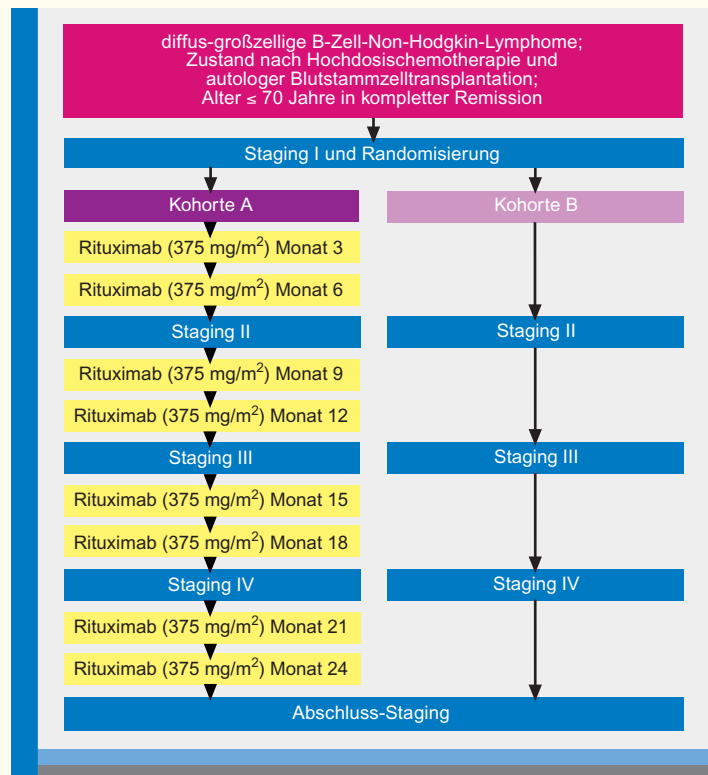 diffus-großzellige B-Zell-Non-Hodgkin-Lymphome;
Zustand nach Hochdosischemotherapie und
autologer Blutstammzelltransplantation;
Alter ≤ 70 Jahre in kompletter Remission
Staging I und Randomisierung
Kohorte A
Rituximab (375 mg/m²) Monat 3
Rituximab (375 mg/m²) Monat 6
Staging II
Rituximab (375 mg/m²) Monat 9
Rituximab (375 mg/m²) Monat 12
Staging III
Rituximab (375 mg/m²) Monat 15
Rituximab (375 mg/m²) Monat 18
Staging IV
Rituximab (375 mg/m²) Monat 21
Rituximab (375 mg/m²) Monat 24
Kohorte B
Staging II
Staging III
Staging IV
Abschluss-Staging